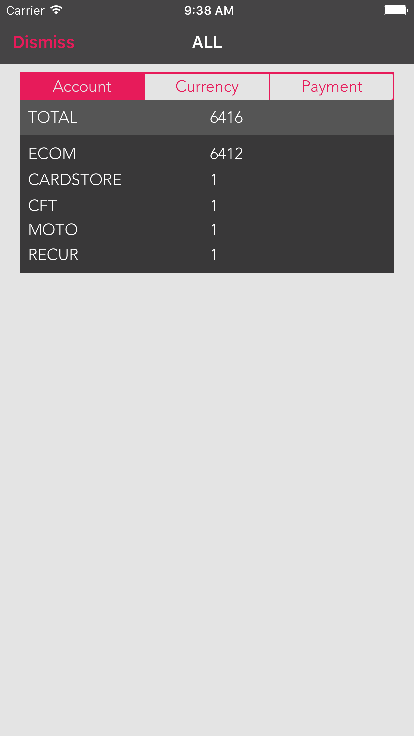 Carrier 9:38 AM
Dismiss ALL
Account Currency Payment
TOTAL 6416
ECOM 6412
CARDSTORE 1
CFT 1
MOTO 1
RECUR 1